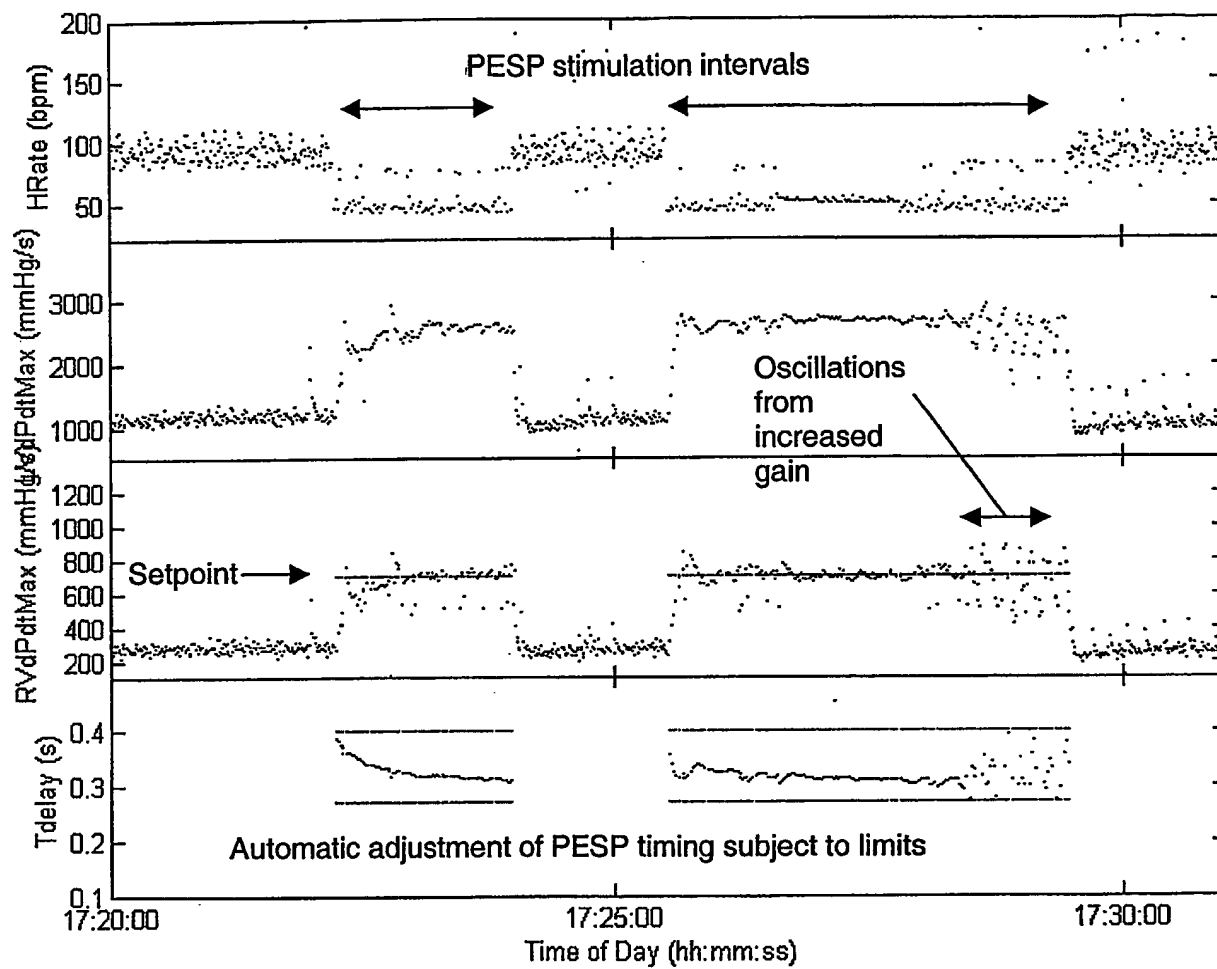 200
150
100
50
HRate (bpm)
PESP stimulation intervals
3000
2000
1000
dPdtMax (mmHg/s)
Oscillations
from
increased
gain
1200
1000
800
600
400
200
RVdPdtMax (mmHg/s)
Setpoint
0.4
0.3
0.2
0.1
Tdelay (s)
Automatic adjustment of PESP timing subject to limits
17:20:00
17:25:00
17:30:00
Time of Day (hh:mm:ss)